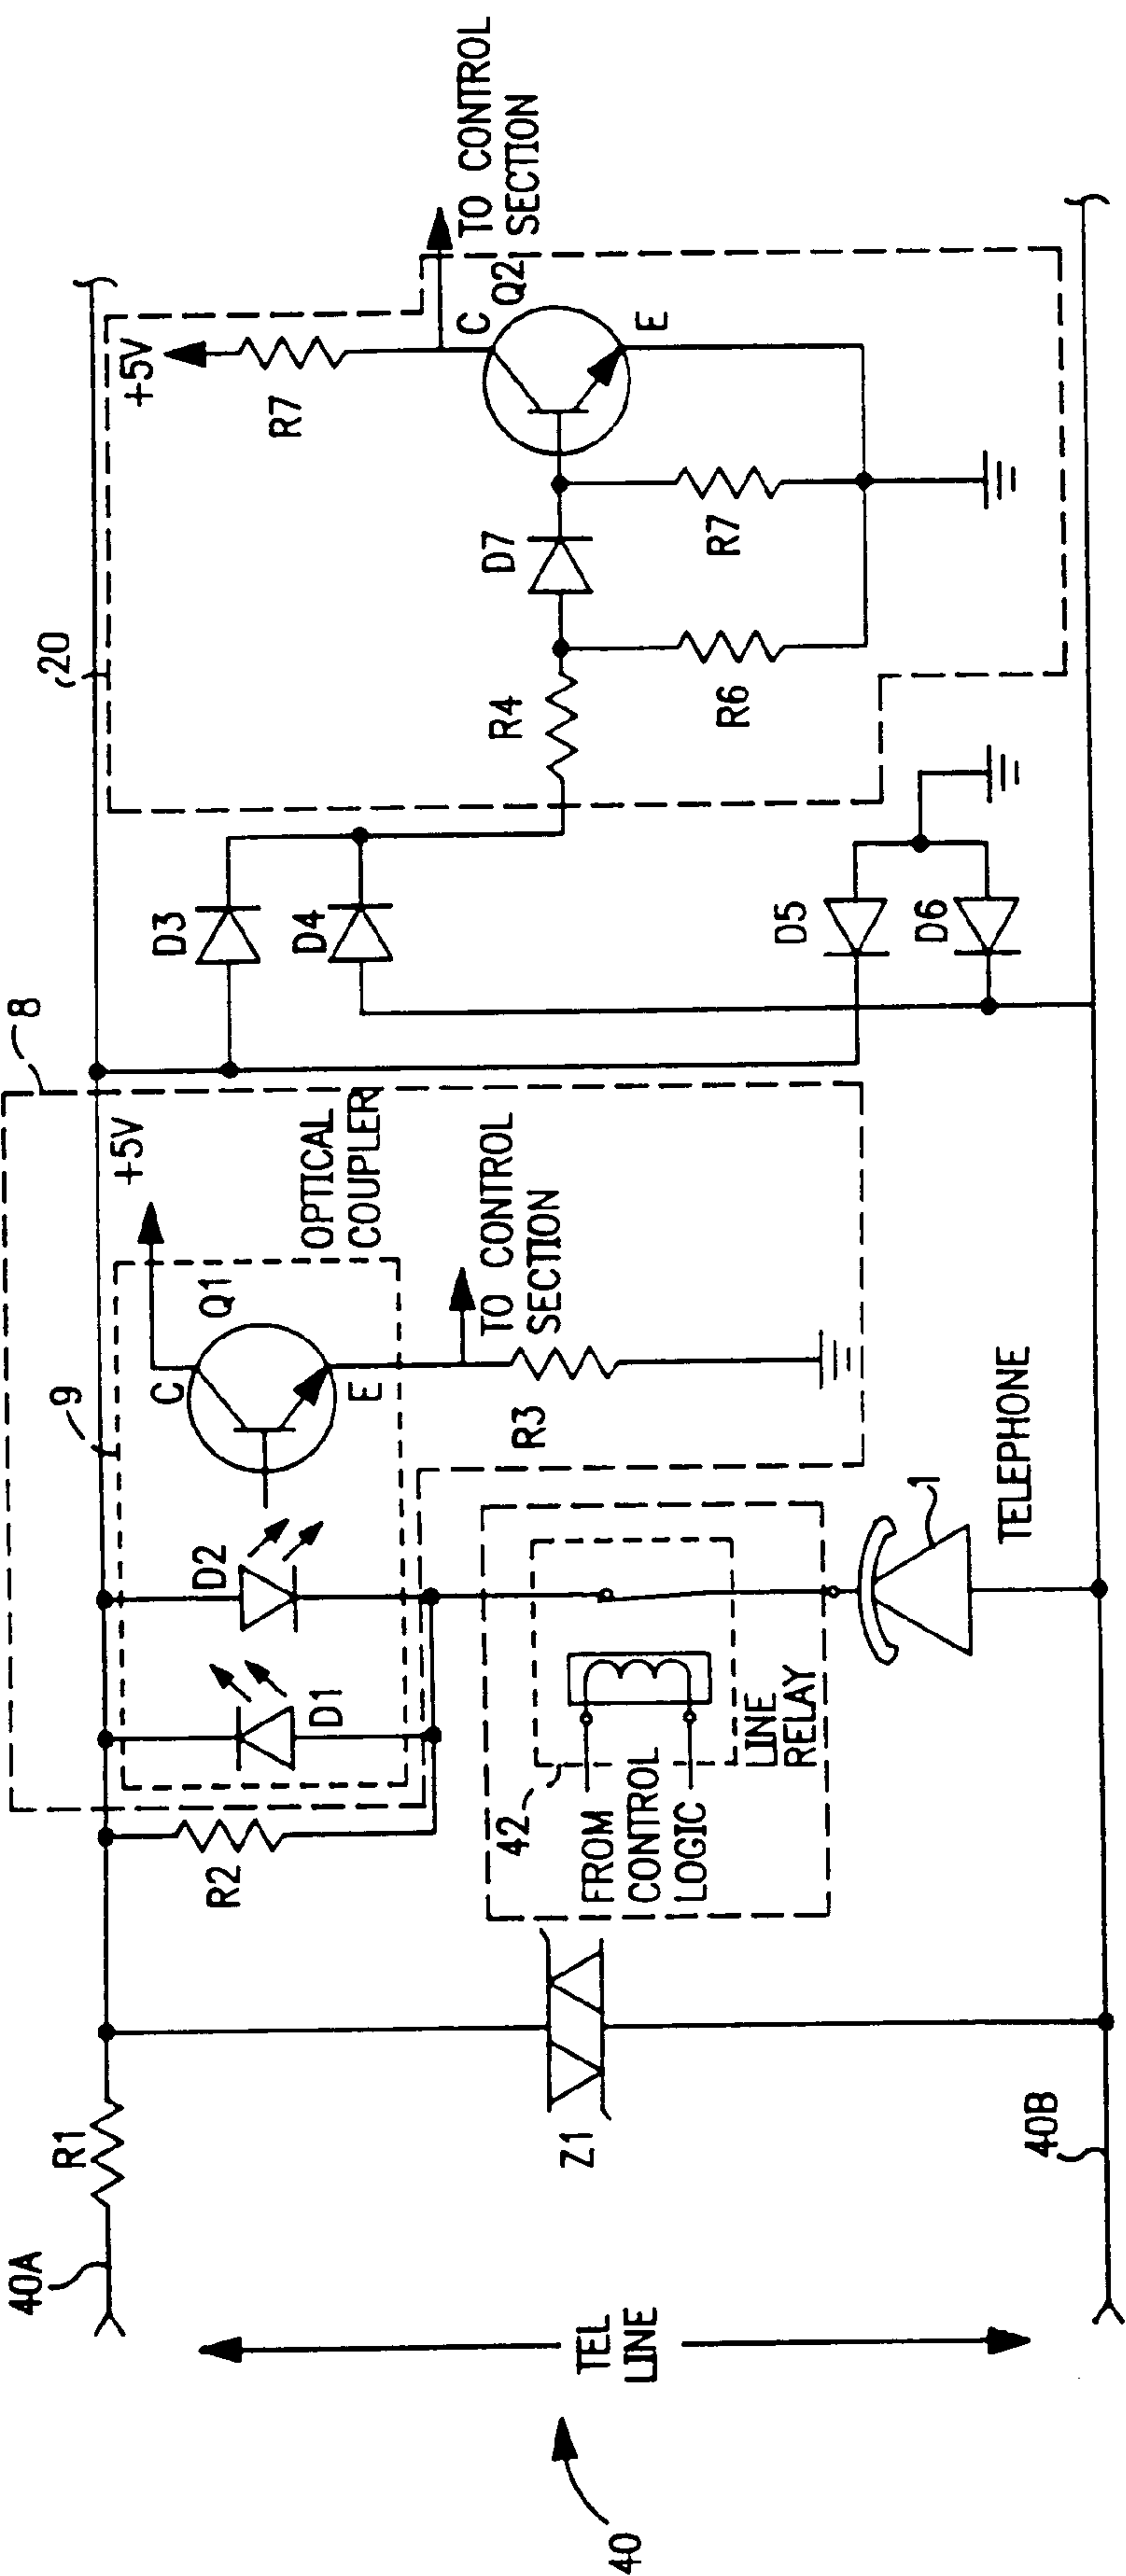 40
TEL
LINE
40A
R1
Z1
40B
R2
D1
D2
9
8
Q1
C
E
+5V
OPTICAL
COUPLER
TO CONTROL
SECTION
R3
42
FROM
CONTROL
LOGIC
LINE
RELAY
1
TELEPHONE
D3
D4
D5
D6
20
R4
R6
D7
R7
R7
+5V
C
Q2
E
TO CONTROL
SECTION